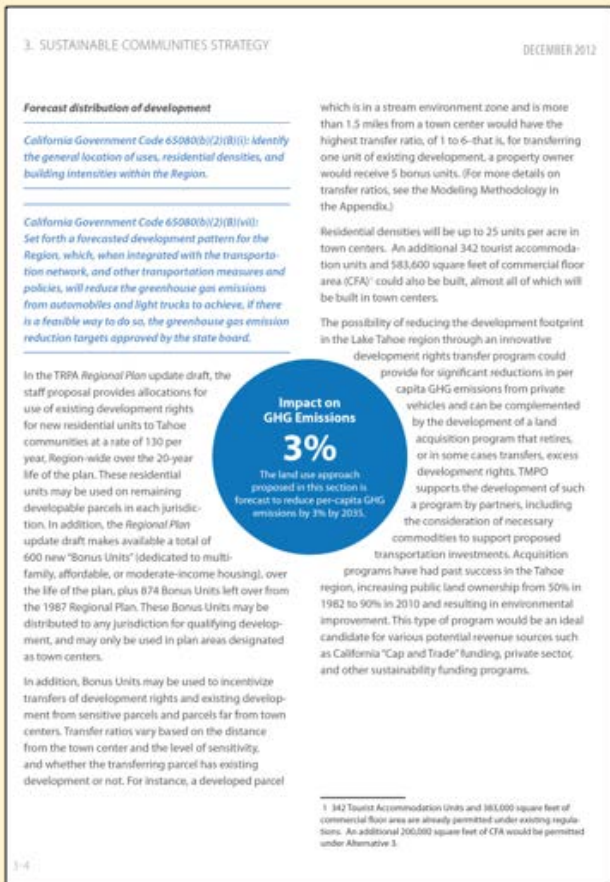 3. SUSTAINABLE COMMUNITIES STRATEGY
DECEMBER 2012
Forecast distribution of development
California Government Code 65080(b)(2)(B)(i): Identify
the general location of uses, residential densities, and
building intensities within the Region.
California Government Code 65080(b)(2)(B)(vii):
Set forth a forecasted development pattern for the
Region, which, when integrated with the transporta-
tion network, and other transportation measures and
policies, will reduce the greenhouse gas emissions
from automobiles and light trucks to achieve, if there
is a feasible way to do so, the greenhouse gas emission
reduction targets approved by the state board.
In the TRPA Regional Plan update draft, the
staff proposal provides allocations for
use of existing development rights
for new residential units to Tahoe
communities at a rate of 130 per
year, Region-wide over the 20-year
life of the plan. These residential
units may be used on remaining
developable parcels in each jurisdic-
tion. In addition, the Regional Plan
update draft makes available a total of
600 new "Bonus Units" (dedicated to multi-
family, affordable, or moderate-income housing), over
the life of the plan, plus 874 Bonus Units left over from
the 1987 Regional Plan. These Bonus Units may be
distributed to any jurisdiction for qualifying develop-
ment, and may only be used in plan areas designated
as town centers.
In addition, Bonus Units may be used to incentivize
transfers of development rights and existing develop-
ment from sensitive parcels and parcels far from town
centers. Transfer ratios vary based on the distance
from the town center and the level of sensitivity,
and whether the transferring parcel has existing
development or not. For instance, a developed parcel
which is in a stream environment zone and is more
than 1.5 miles from a town center would have the
highest transfer ratio, of 1 to 6–that is, for transferring
one unit of existing development, a property owner
would receive 5 bonus units. (For more details on
transfer ratios, see the Modeling Methodology in
the Appendix.)
Residential densities will be up to 25 units per acre in
town centers. An additional 342 tourist accommoda-
tion units and 583,600 square feet of commercial floor
area (CFA)¹ could also be built, almost all of which will
be built in town centers.
The possibility of reducing the development footprint
in the Lake Tahoe region through an innovative
development rights transfer program could
provide for significant reductions in per
capita GHG emissions from private
vehicles and can be complemented
by the development of a land
acquisition program that retires,
or in some cases transfers, excess
development rights. TMPO
supports the development of such
a program by partners, including
the consideration of necessary
commodities to support proposed
transportation investments. Acquisition
programs have had past success in the Tahoe
region, increasing public land ownership from 50% in
1982 to 90% in 2010 and resulting in environmental
improvement. This type of program would be an ideal
candidate for various potential revenue sources such
as California "Cap and Trade" funding, private sector,
and other sustainability funding programs.
Impact on
GHG Emissions
3%
The land use approach
proposed in this section is
forecast to reduce per-capita GHG
emissions by 3% by 2035.
1 342 Tourist Accommodation Units and 383,000 square feet of
commercial floor area are already permitted under existing regula-
tions. An additional 200,000 square feet of CFA would be permitted
under Alternative 3.
3-4